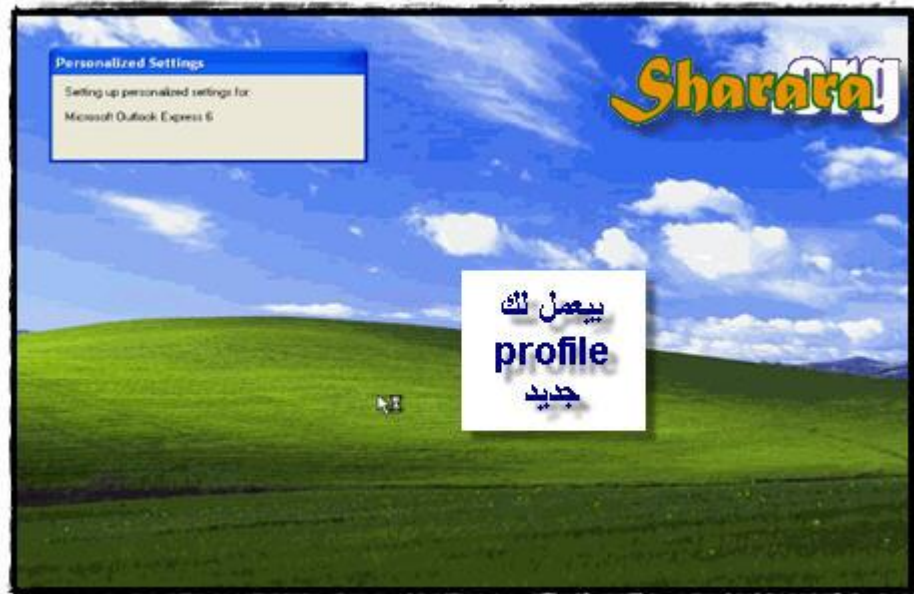 Personalized Settings
Setting up personalized settings for:
Microsoft Outlook Express 6
Sharara.org
بيعمل لك
profile
جديد